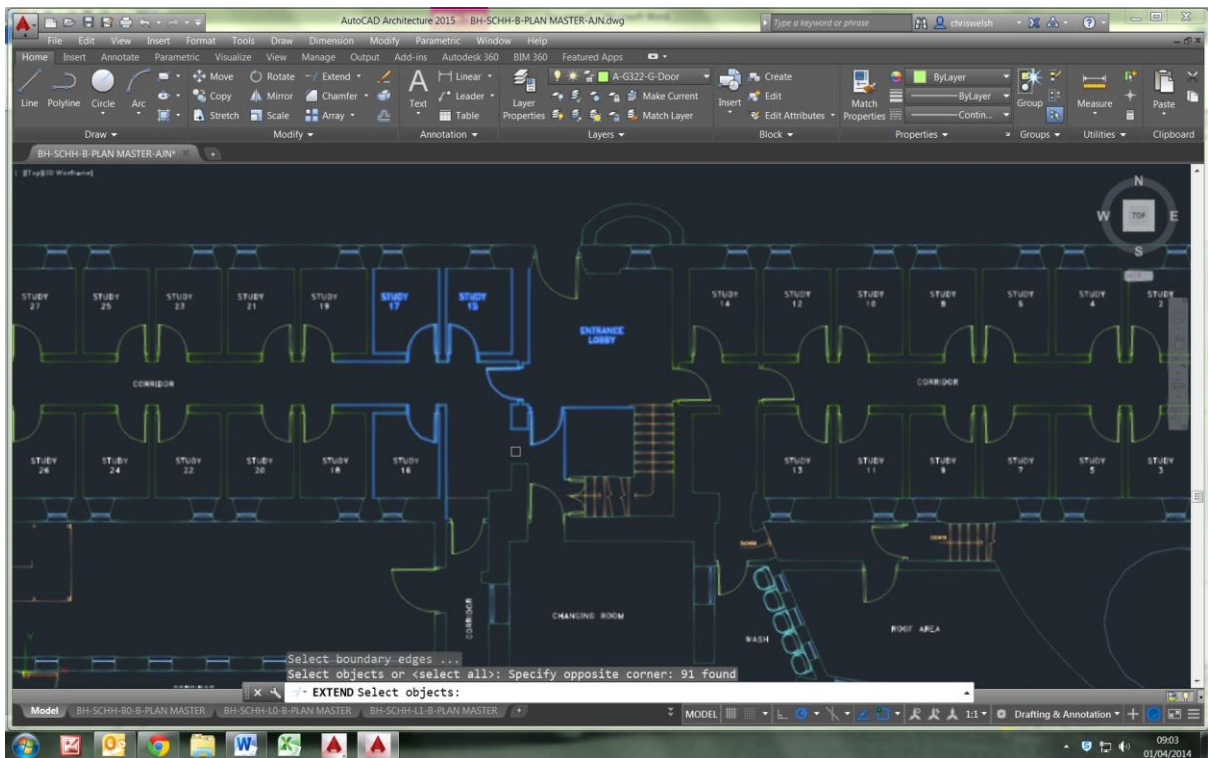 AutoCAD Architecture 2015 BH-SCHH-B-PLAN MASTER-AJN.dwg
Type a keyword or phrase
chriswelsh
File Edit View Insert Format Tools Draw Dimension Modify Parametric Window Help
Home Insert Annotate Parametric Visualize View Manage Output Add-ins Autodesk 360 BIM 360 Featured Apps
Line Polyline Circle Arc
Move Rotate Extend
Copy Mirror Chamfer
Stretch Scale Array
Text
Linear
Leader
Table
Layer Properties
A-G322-G-Door
Make Current
Match Layer
Insert
Create
Edit
Edit Attributes
Match Properties
ByLayer
ByLayer
Contin...
Group
Measure
Paste
Draw Modify Annotation Layers Block Properties Groups Utilities Clipboard
BH-SCHH-B-PLAN MASTER-AJN*
N
W TOP E
S
STUDY 27
STUDY 25
STUDY 23
STUDY 21
STUDY 19
STUDY 17
STUDY 15
ENTRANCE LOBBY
STUDY 14
STUDY 12
STUDY 10
STUDY 8
STUDY 6
STUDY 4
STUDY 2
CORRIDOR
CORRIDOR
STUDY 26
STUDY 24
STUDY 22
STUDY 20
STUDY 18
STUDY 16
STUDY 13
STUDY 11
STUDY 9
STUDY 7
STUDY 5
STUDY 3
DOWN
DOWN
CORRIDOR
CHANGING ROOM
WASH
ROOF AREA
Y
Select boundary edges ...
Select objects or <select all>: Specify opposite corner: 91 found
EXTEND Select objects:
Model BH-SCHH-B0-B-PLAN MASTER BH-SCHH-L0-B-PLAN MASTER BH-SCHH-L1-B-PLAN MASTER
MODEL 1:1 Drafting & Annotation
09:03
01/04/2014